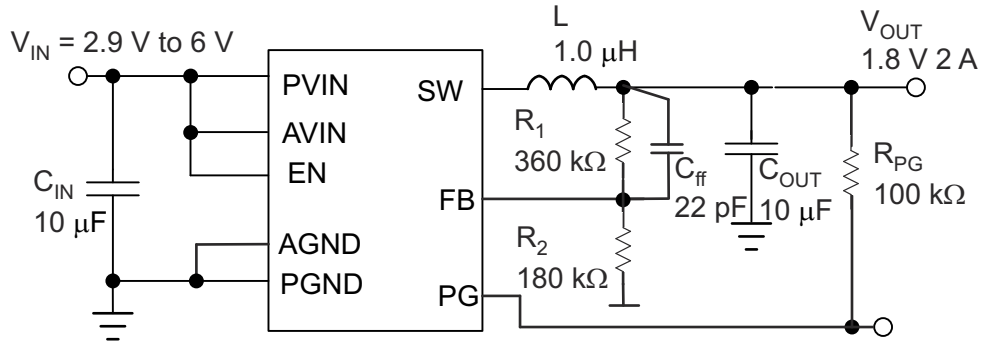 V_IN = 2.9 V to 6 V
L
1.0 μH
V_OUT
1.8 V 2 A
PVIN
AVIN
EN
AGND
PGND
SW
FB
PG
C_IN
10 μF
R_1
360 kΩ
C_ff
22 pF
C_OUT
10 μF
R_PG
100 kΩ
R_2
180 kΩ